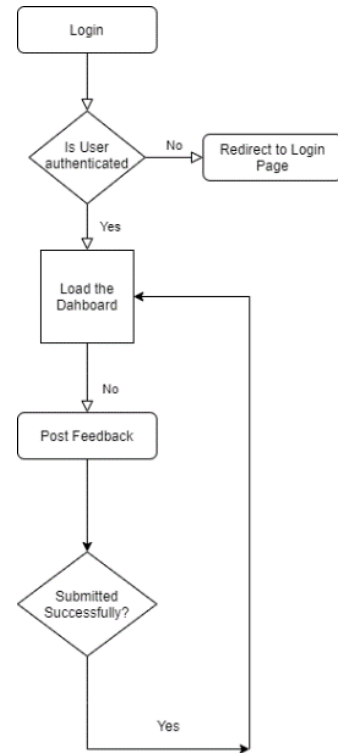 Login
Is User
authenticated
No
Redirect to Login
Page
Yes
Load the
Dahboard
No
Post Feedback
Submitted
Successfully?
Yes